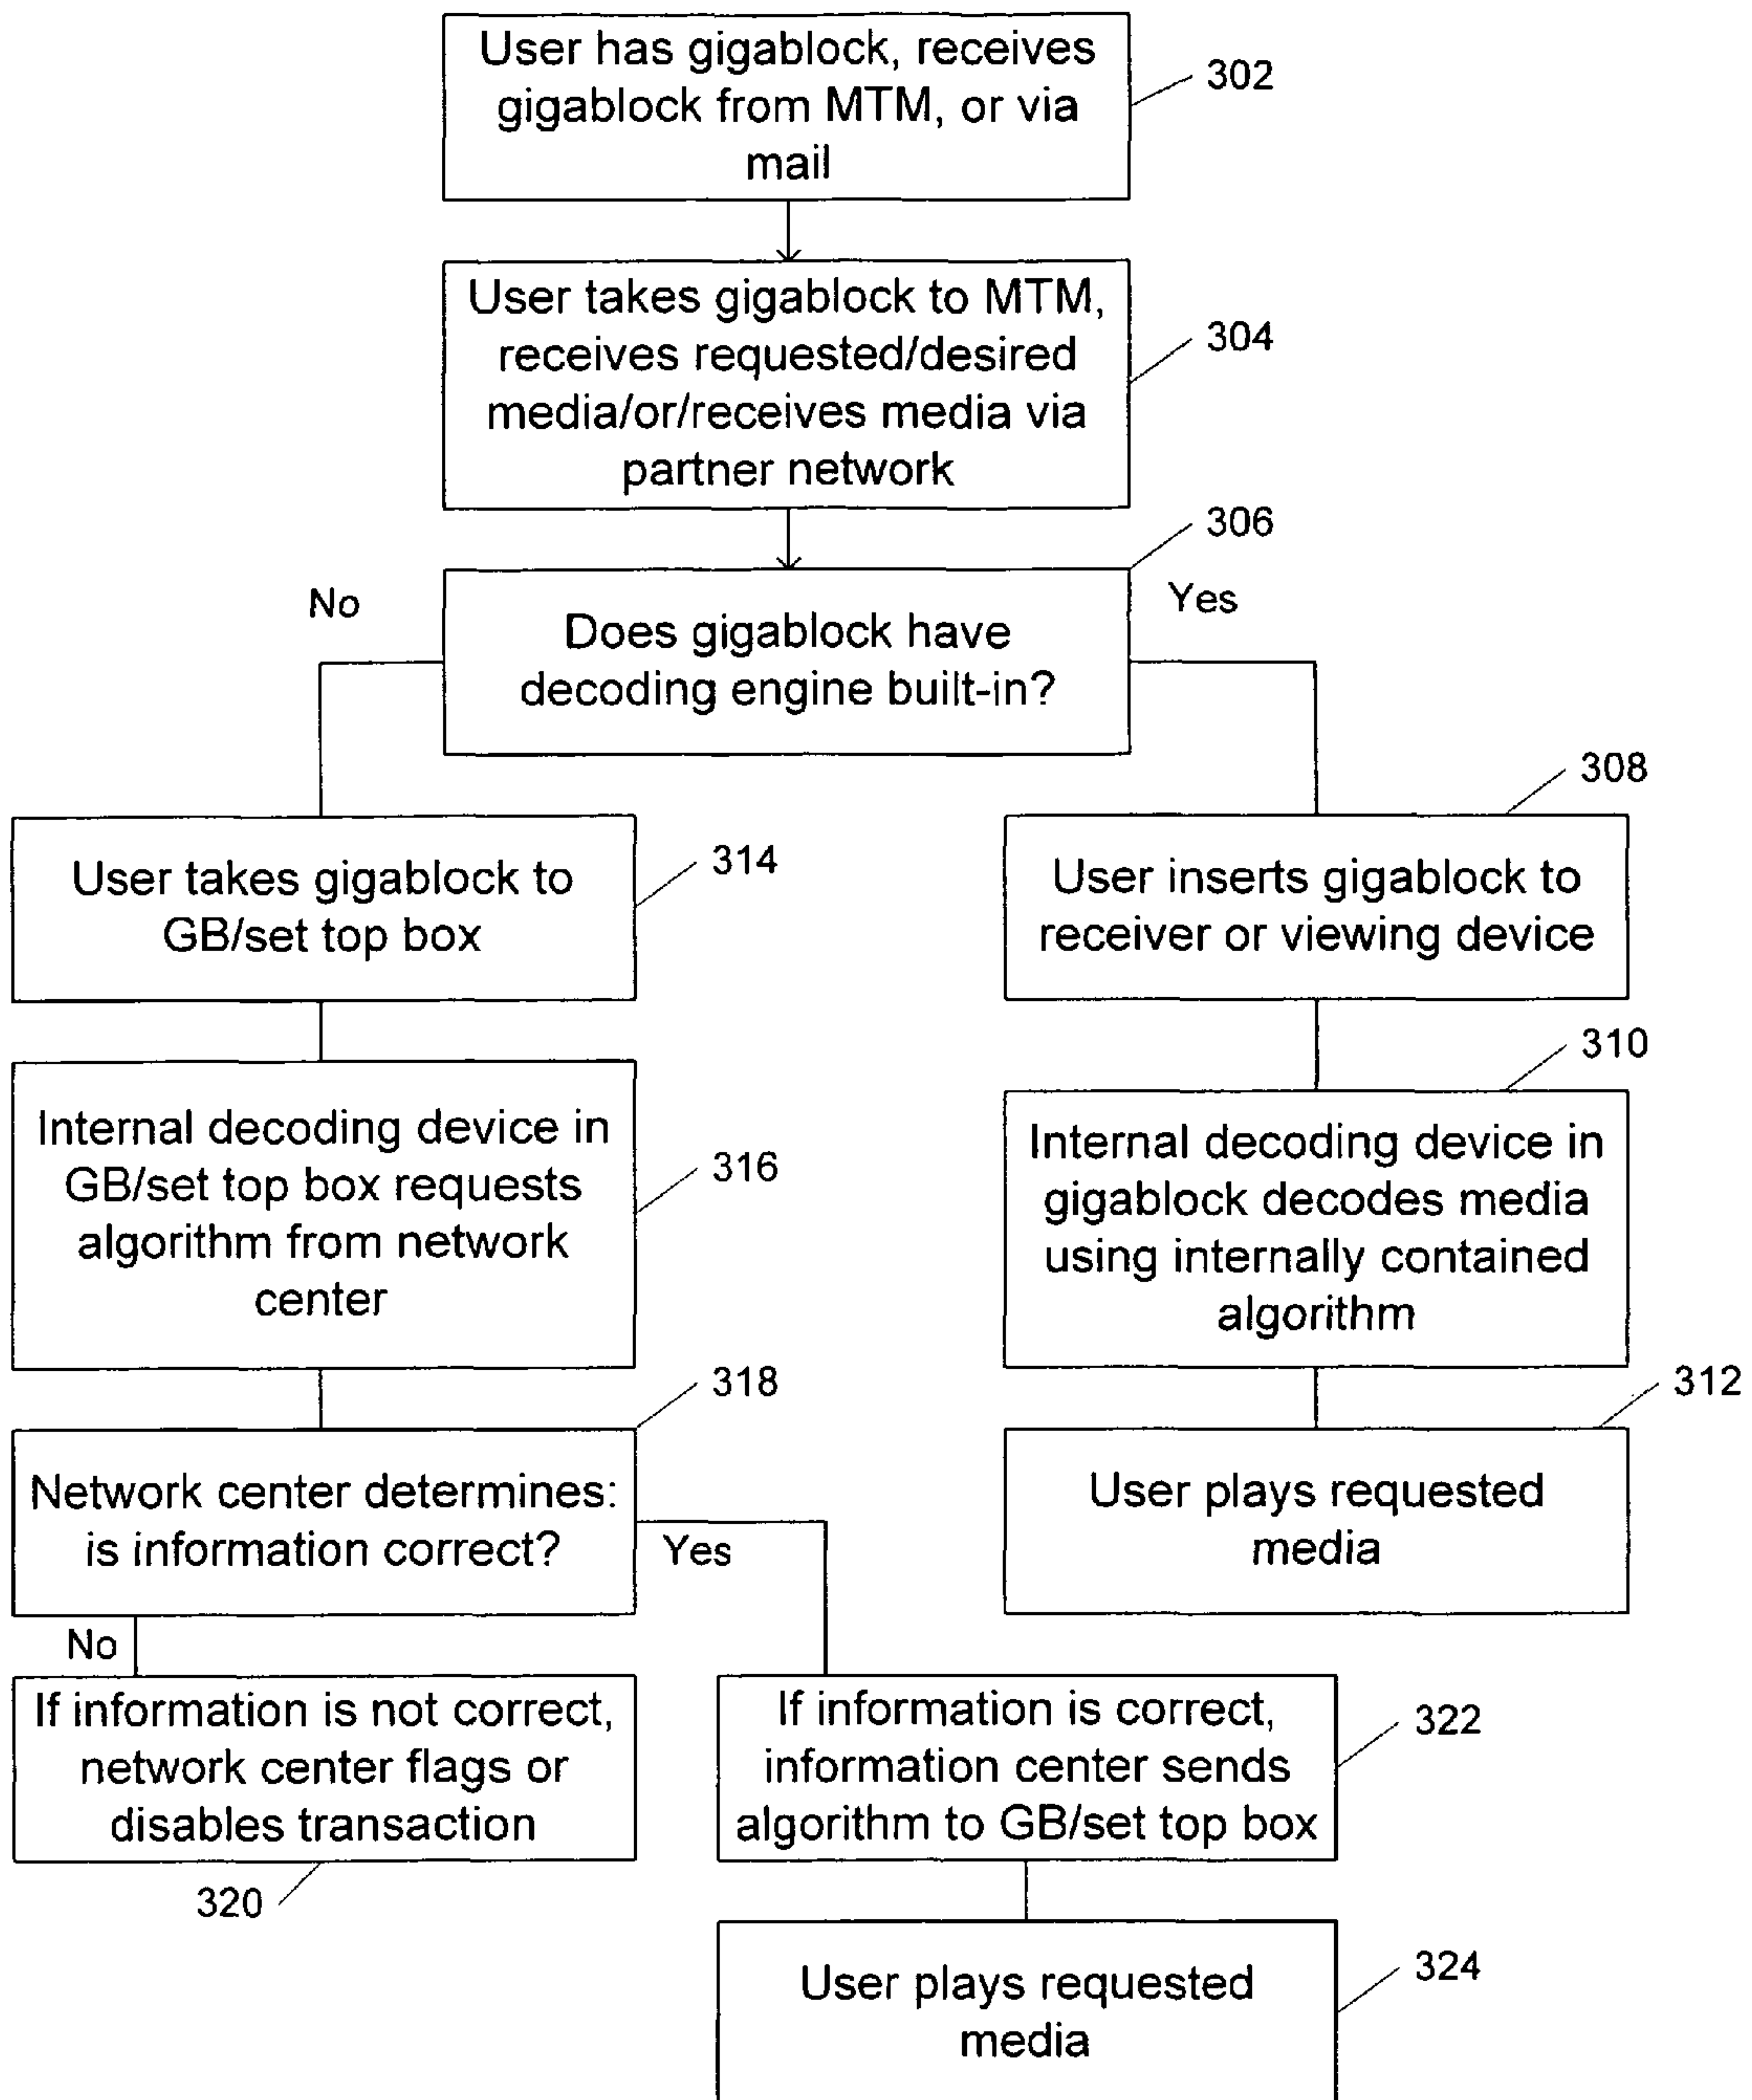 User has gigablock, receives
gigablock from MTM, or via
mail
302
User takes gigablock to MTM,
receives requested/desired
media/or/receives media via
partner network
304
306
No
Yes
Does gigablock have
decoding engine built-in?
308
User takes gigablock to
GB/set top box
314
User inserts gigablock to
receiver or viewing device
310
Internal decoding device in
GB/set top box requests
algorithm from network
center
316
Internal decoding device in
gigablock decodes media
using internally contained
algorithm
318
312
Network center determines:
is information correct?
Yes
No
User plays requested
media
If information is not correct,
network center flags or
disables transaction
320
If information is correct,
information center sends
algorithm to GB/set top box
322
User plays requested
media
324